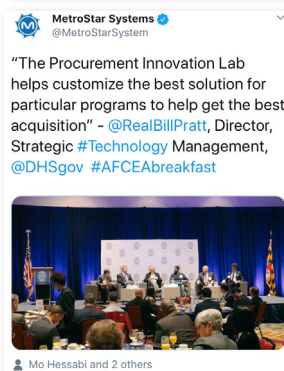 MetroStar Systems
@MetroStarSystem
“The Procurement Innovation Lab
helps customize the best solution for
particular programs to help get the best
acquisition” - @RealBillPratt, Director,
Strategic #Technology Management,
@DHSgov #AFCEAbreakfast
Mo Hessabi and 2 others